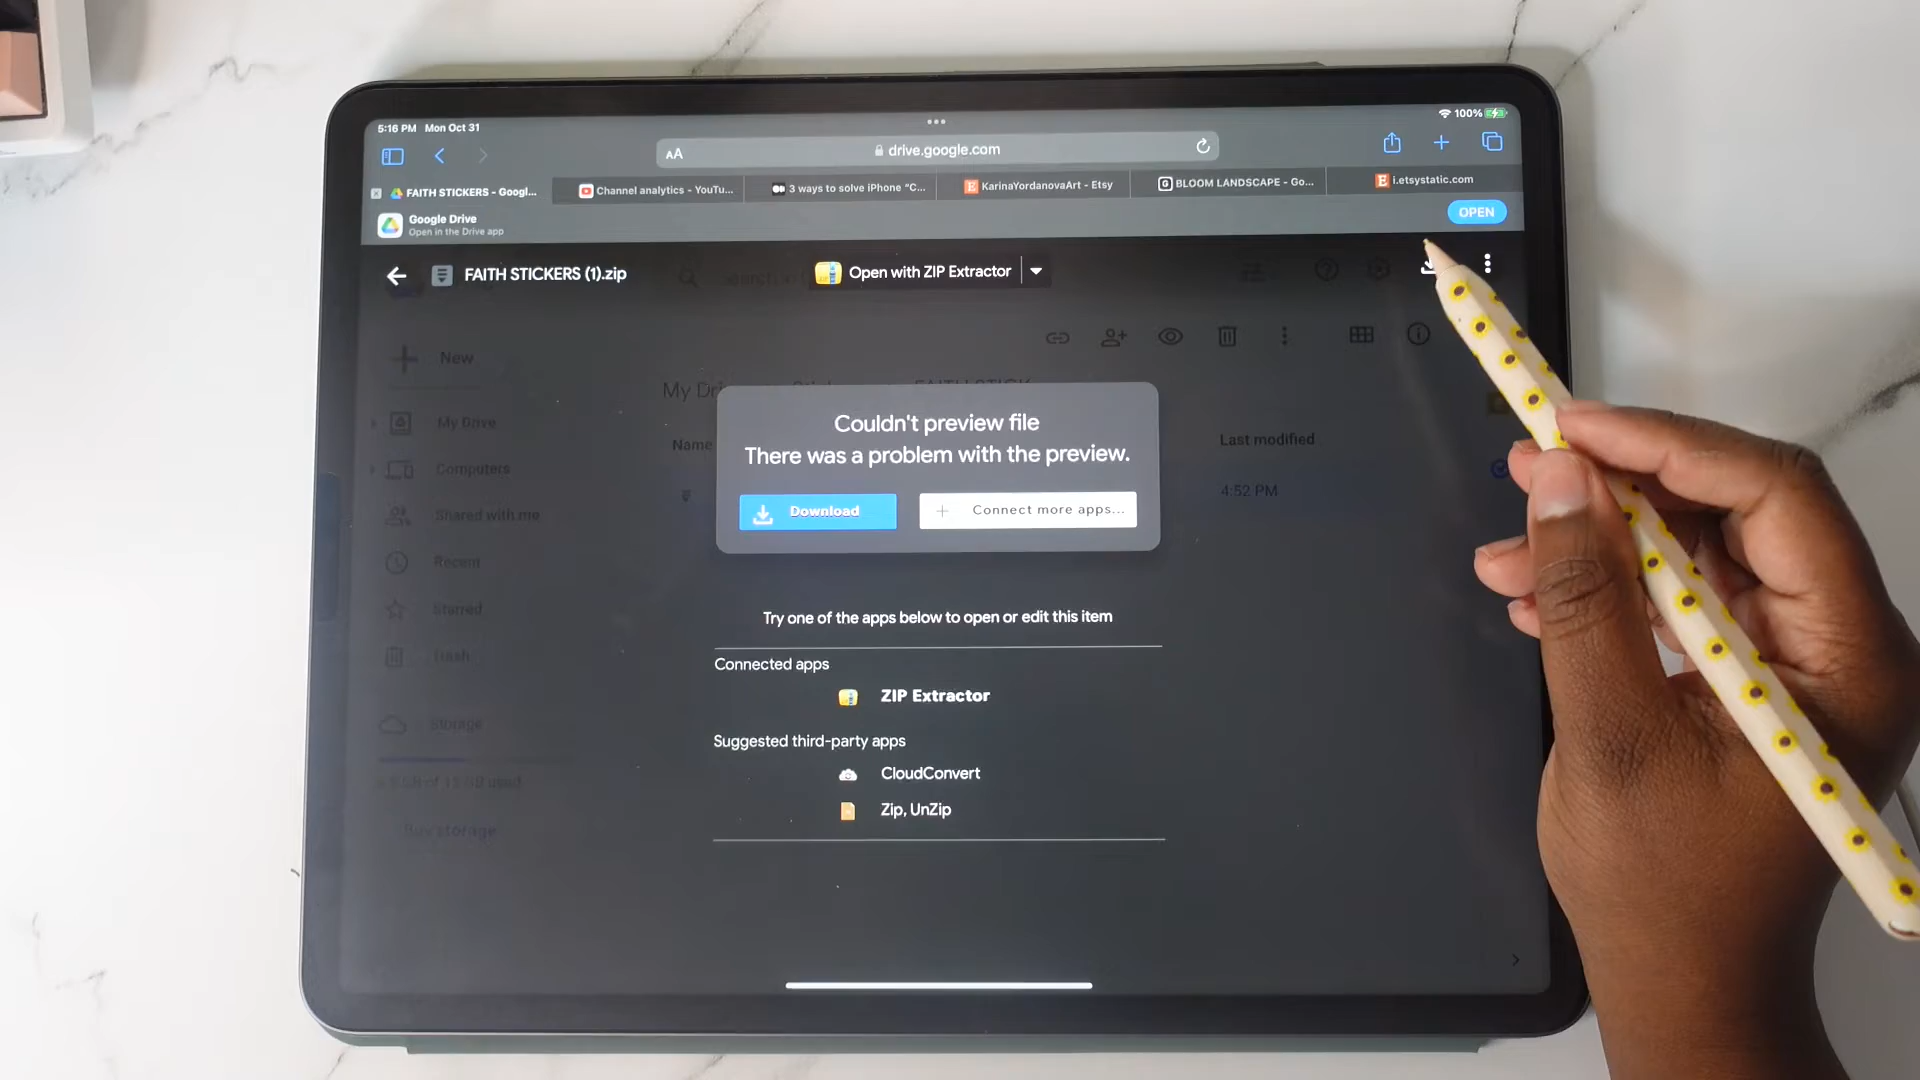 5:16 PM Mon Oct 31
100%
AA
drive.google.com
FAITH STICKERS - Googl...
Channel analytics - YouTu...
3 ways to solve iPhone "C...
KarinaYordanovaArt - Etsy
BLOOM LANDSCAPE - Go...
i.etsystatic.com
Google Drive
Open in the Drive app
OPEN
FAITH STICKERS (1).zip
Open with ZIP Extractor
New
My Drive
Name
Last modified
4:52 PM
My Drive
Computers
Shared with me
Recent
Starred
Trash
Storage
Buy storage
Couldn't preview file
There was a problem with the preview.
Download
Connect more apps...
Try one of the apps below to open or edit this item
Connected apps
ZIP Extractor
Suggested third-party apps
CloudConvert
Zip, UnZip